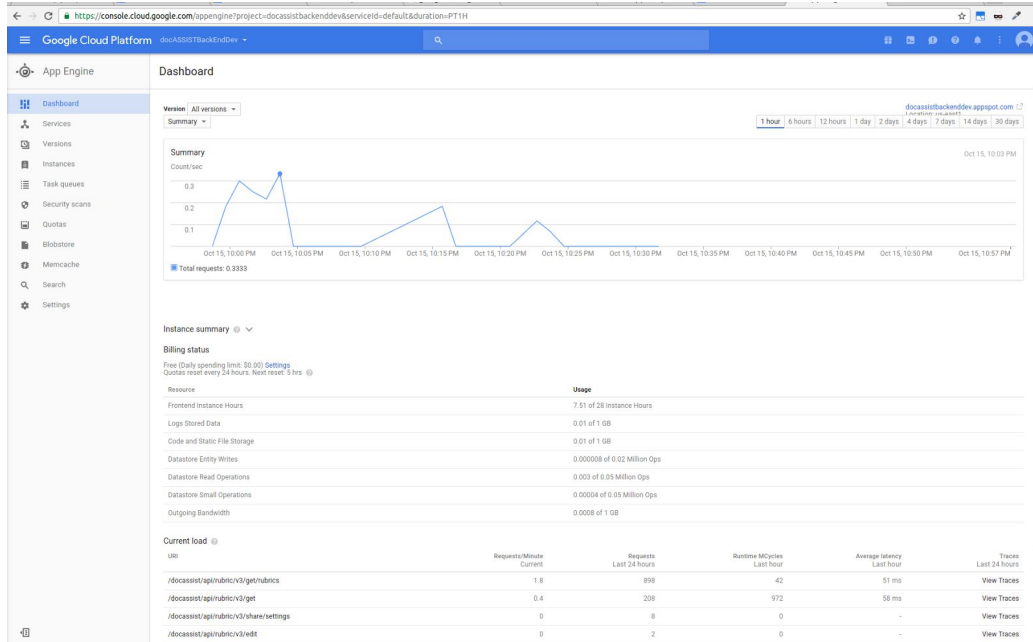 https://console.cloud.google.com/appengine?project=docassistbackenddev&serviceId=default&duration=PT1H
Google Cloud Platform docASSISTBackEndDev
App Engine
Dashboard
Dashboard
Services
Versions
Instances
Task queues
Security scans
Quotas
Blobstore
Memcache
Search
Settings
Version All versions
docassistbackenddev.appspot.com
Location: us-east1
Summary
1 hour 6 hours 12 hours 1 day 2 days 4 days 7 days 14 days 30 days
Summary Oct 15, 10:03 PM
Count/sec
0.3
0.2
0.1
Oct 15, 10:00 PM Oct 15, 10:05 PM Oct 15, 10:10 PM Oct 15, 10:15 PM Oct 15, 10:20 PM Oct 15, 10:25 PM Oct 15, 10:30 PM Oct 15, 10:35 PM Oct 15, 10:40 PM Oct 15, 10:45 PM Oct 15, 10:50 PM Oct 15, 10:57 PM
Total requests: 0.3333
Instance summary
Billing status
Free (Daily spending limit: $0.00) Settings
Quotas reset every 24 hours. Next reset: 5 hrs
Resource Usage
Frontend Instance Hours 7.51 of 28 Instance Hours
Logs Stored Data 0.01 of 1 GB
Code and Static File Storage 0.01 of 1 GB
Datastore Entity Writes 0.000008 of 0.02 Million Ops
Datastore Read Operations 0.003 of 0.05 Million Ops
Datastore Small Operations 0.00004 of 0.05 Million Ops
Outgoing Bandwidth 0.0008 of 1 GB
Current load
URI Requests/Minute Requests Runtime MCycles Average latency Traces
Current Last 24 hours Last hour Last hour Last 24 hours
/docassist/api/rubric/v3/get/rubrics 1.8 898 42 51 ms View Traces
/docassist/api/rubric/v3/get 0.4 208 972 58 ms View Traces
/docassist/api/rubric/v3/share/settings 0 8 0 - View Traces
/docassist/api/rubric/v3/edit 0 2 0 - View Traces